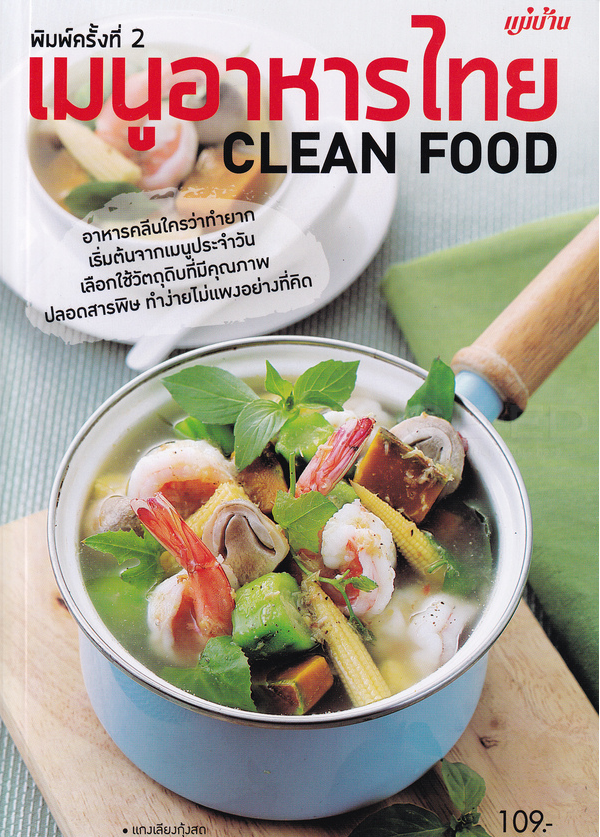 แม่บ้าน
พิมพ์ครั้งที่ 2
เมนูอาหารไทย
CLEAN FOOD
อาหารคลีนใครว่าทำยาก
เริ่มต้นจากเมนูประจำวัน
เลือกใช้วัตถุดิบที่มีคุณภาพ
ปลอดสารพิษ ทำง่ายไม่แพงอย่างที่คิด
• แกงเลียงกุ้งสด
109.-